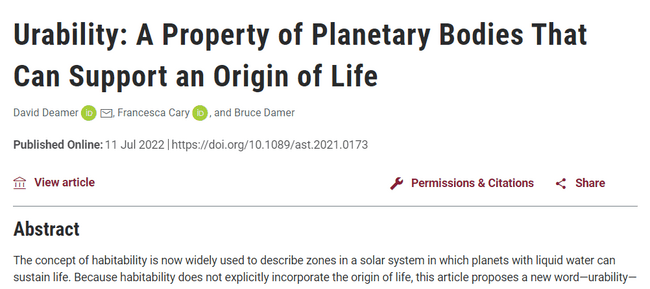 Urability: A Property of Planetary Bodies That
Can Support an Origin of Life
David Deamer iD, Francesca Cary iD, and Bruce Damer
Published Online: 11 Jul 2022 | https://doi.org/10.1089/ast.2021.0173
View article
Permissions & Citations
Share
Abstract
The concept of habitability is now widely used to describe zones in a solar system in which planets with liquid water can
sustain life. Because habitability does not explicitly incorporate the origin of life, this article proposes a new word—urability—